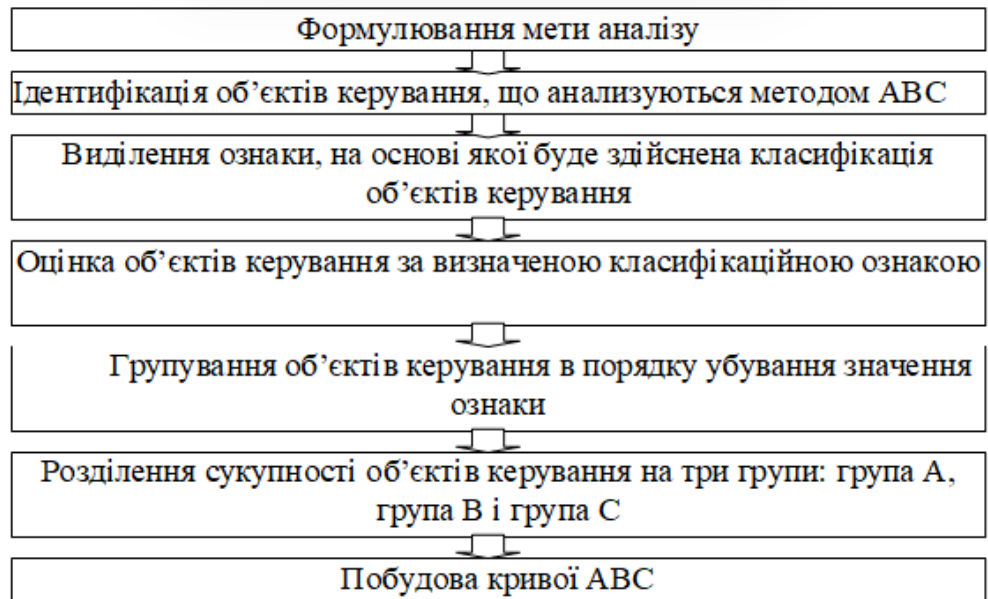 Формулювання мети аналізу
Ідентифікація об’єктів керування, що анализуються методом АВС
Виділення ознаки, на основі якої буде здійснена класифікація
об’єктів керування
Оцінка об’єктів керування за визначеною класифікаційною ознакою
Групування об’єктів керування в порядку убування значення
ознаки
Розділення сукупності об’єктів керування на три групи: група А,
група В і група С
Побудова кривої АВС